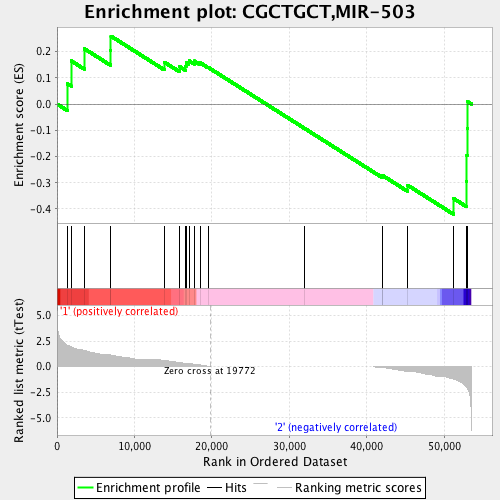 Enrichment plot: CGCTGCT,MIR-503
Enrichment score (ES)
0.2
0.1
0.0
-0.1
-0.2
-0.3
-0.4
'1' (positively correlated)
Ranked list metric (tTest)
5.0
2.5
0.0
-2.5
-5.0
Zero cross at 19772
'2' (negatively correlated)
0
10,000
20,000
30,000
40,000
50,000
Rank in Ordered Dataset
Enrichment profile
Hits
Ranking metric scores